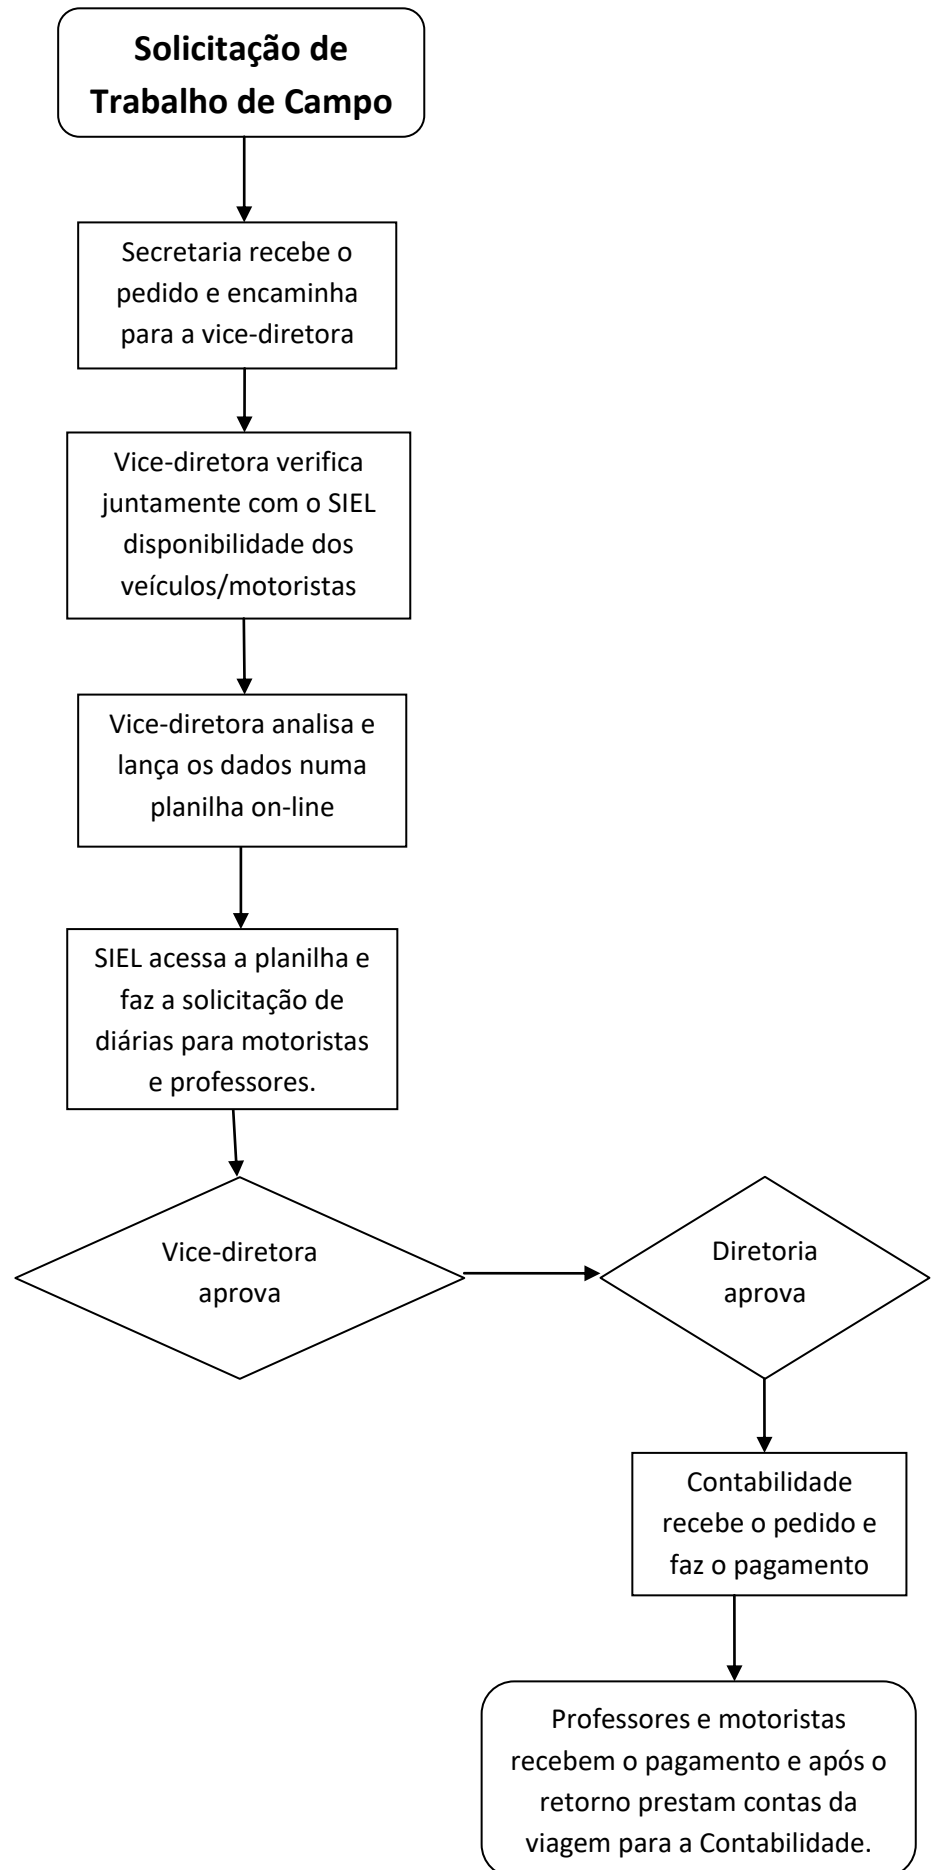 Solicitação de
Trabalho de Campo
Secretaria recebe o
pedido e encaminha
para a vice-diretora
Vice-diretora verifica
juntamente com o SIEL
disponibilidade dos
veículos/motoristas
Vice-diretora analisa e
lança os dados numa
planilha on-line
SIEL acessa a planilha e
faz a solicitação de
diárias para motoristas
e professores.
Vice-diretora
aprova
Diretoria
aprova
Contabilidade
recebe o pedido e
faz o pagamento
Professores e motoristas
recebem o pagamento e após o
retorno prestam contas da
viagem para a Contabilidade.